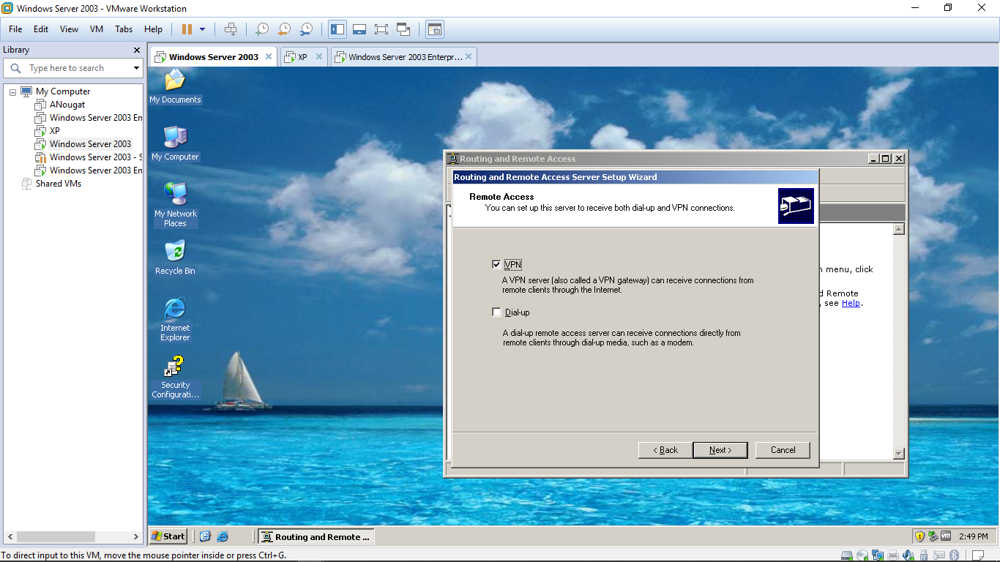 Windows Server 2003 - VMware Workstation
File Edit View VM Tabs Help
Library
Type here to search
My Computer
ANougat
Windows Server 2003 En
XP
Windows Server 2003
Windows Server 2003 - S
Windows Server 2003 En
Shared VMs
Windows Server 2003
XP
Windows Server 2003 Enterpr...
My Documents
My Computer
My Network
Places
Recycle Bin
Internet
Explorer
Security
Configurati...
Routing and Remote Access
Routing and Remote Access Server Setup Wizard
Remote Access
You can set up this server to receive both dial-up and VPN connections.
VPN
A VPN server (also called a VPN gateway) can receive connections from
remote clients through the Internet.
Dial-up
A dial-up remote access server can receive connections directly from
remote clients through dial-up media, such as a modem.
< Back Next > Cancel
menu, click
Remote
, see Help.
Start
Routing and Remote ...
vm
2:49 PM
To direct input to this VM, move the mouse pointer inside or press Ctrl+G.